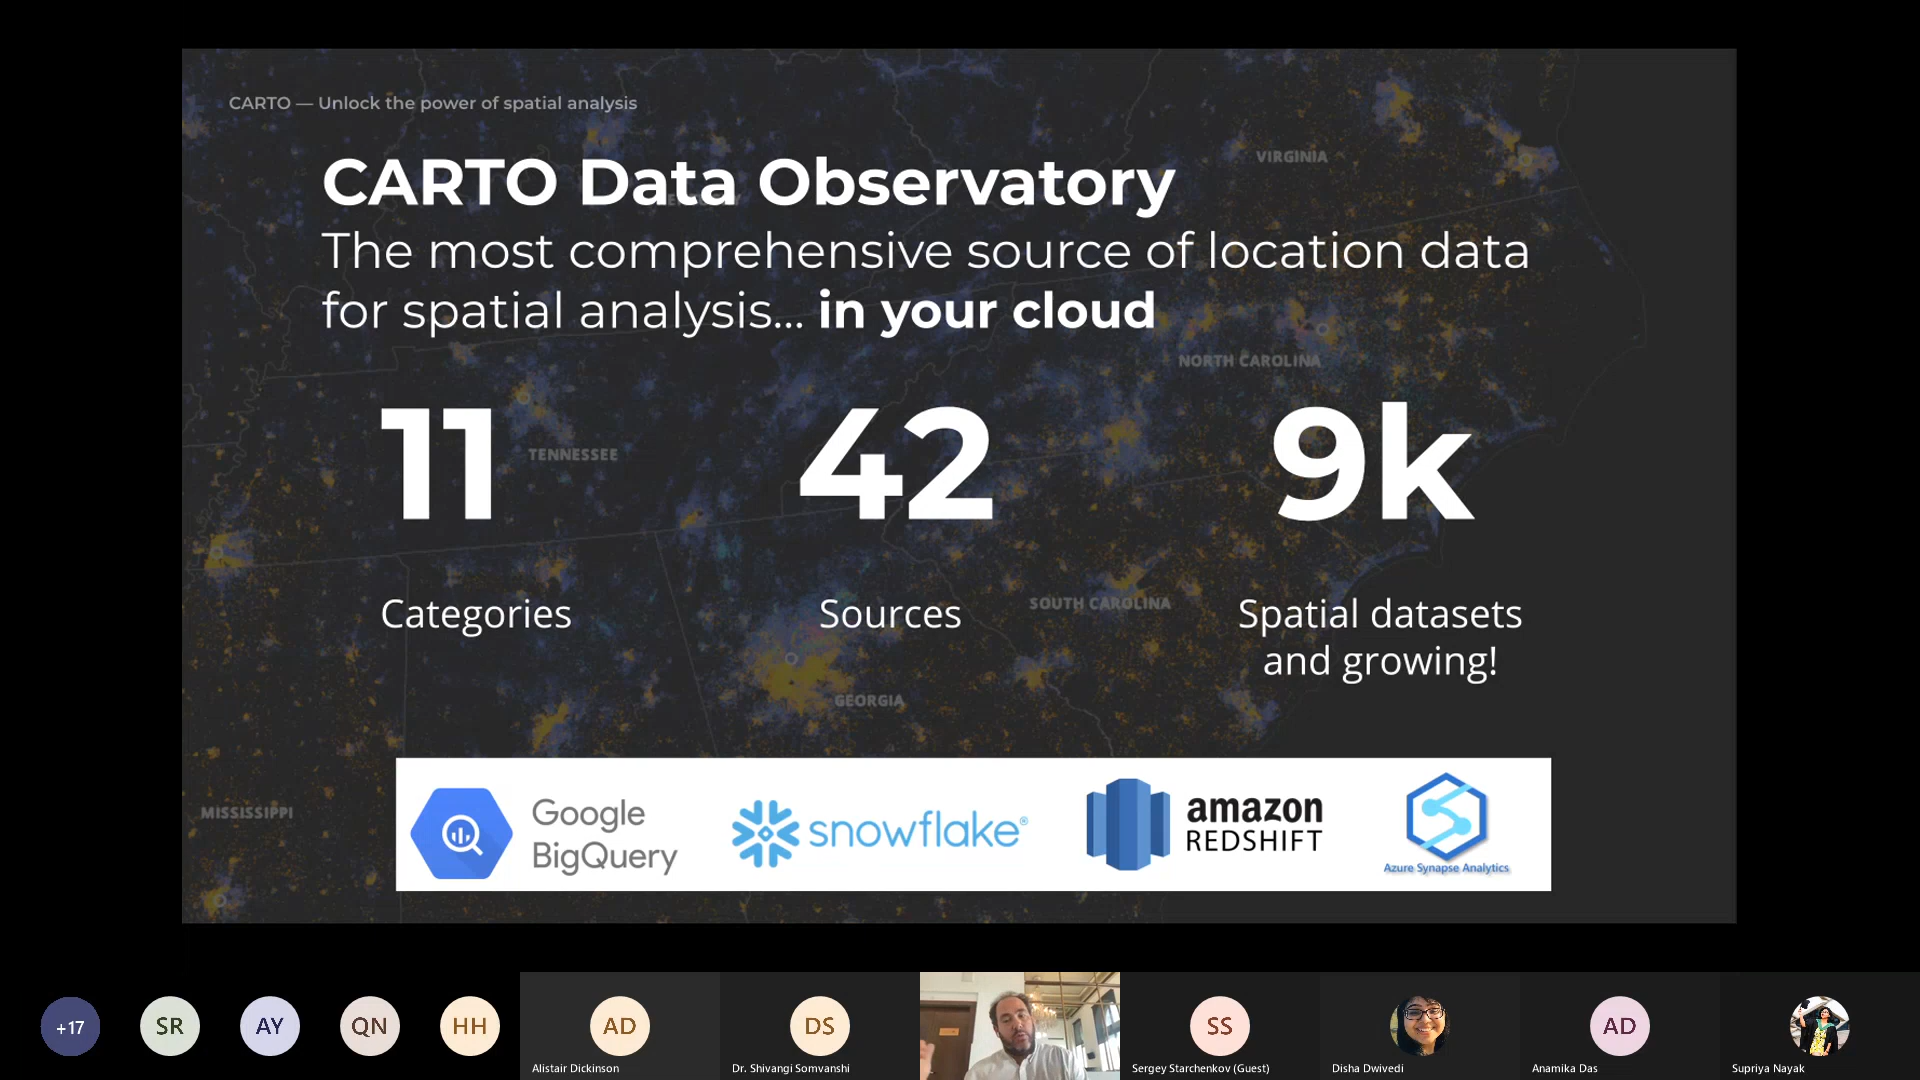 CARTO — Unlock the power of spatial analysis
VIRGINIA
CARTO Data Observatory
The most comprehensive source of location data
for spatial analysis... in your cloud
NORTH CAROLINA
11
42
9k
TENNESSEE
Categories
Sources
SOUTH CAROLINA
Spatial datasets
and growing!
GEORGIA
MISSISSIPPI
Google
BigQuery
snowflake®
amazon
REDSHIFT
Azure Synapse Analytics
+17
SR
AY
QN
HH
AD
DS
SS
AD
Alistair Dickinson
Dr. Shivangi Somvanshi
Sergey Starchenkov (Guest)
Disha Dwivedi
Anamika Das
Supriya Nayak